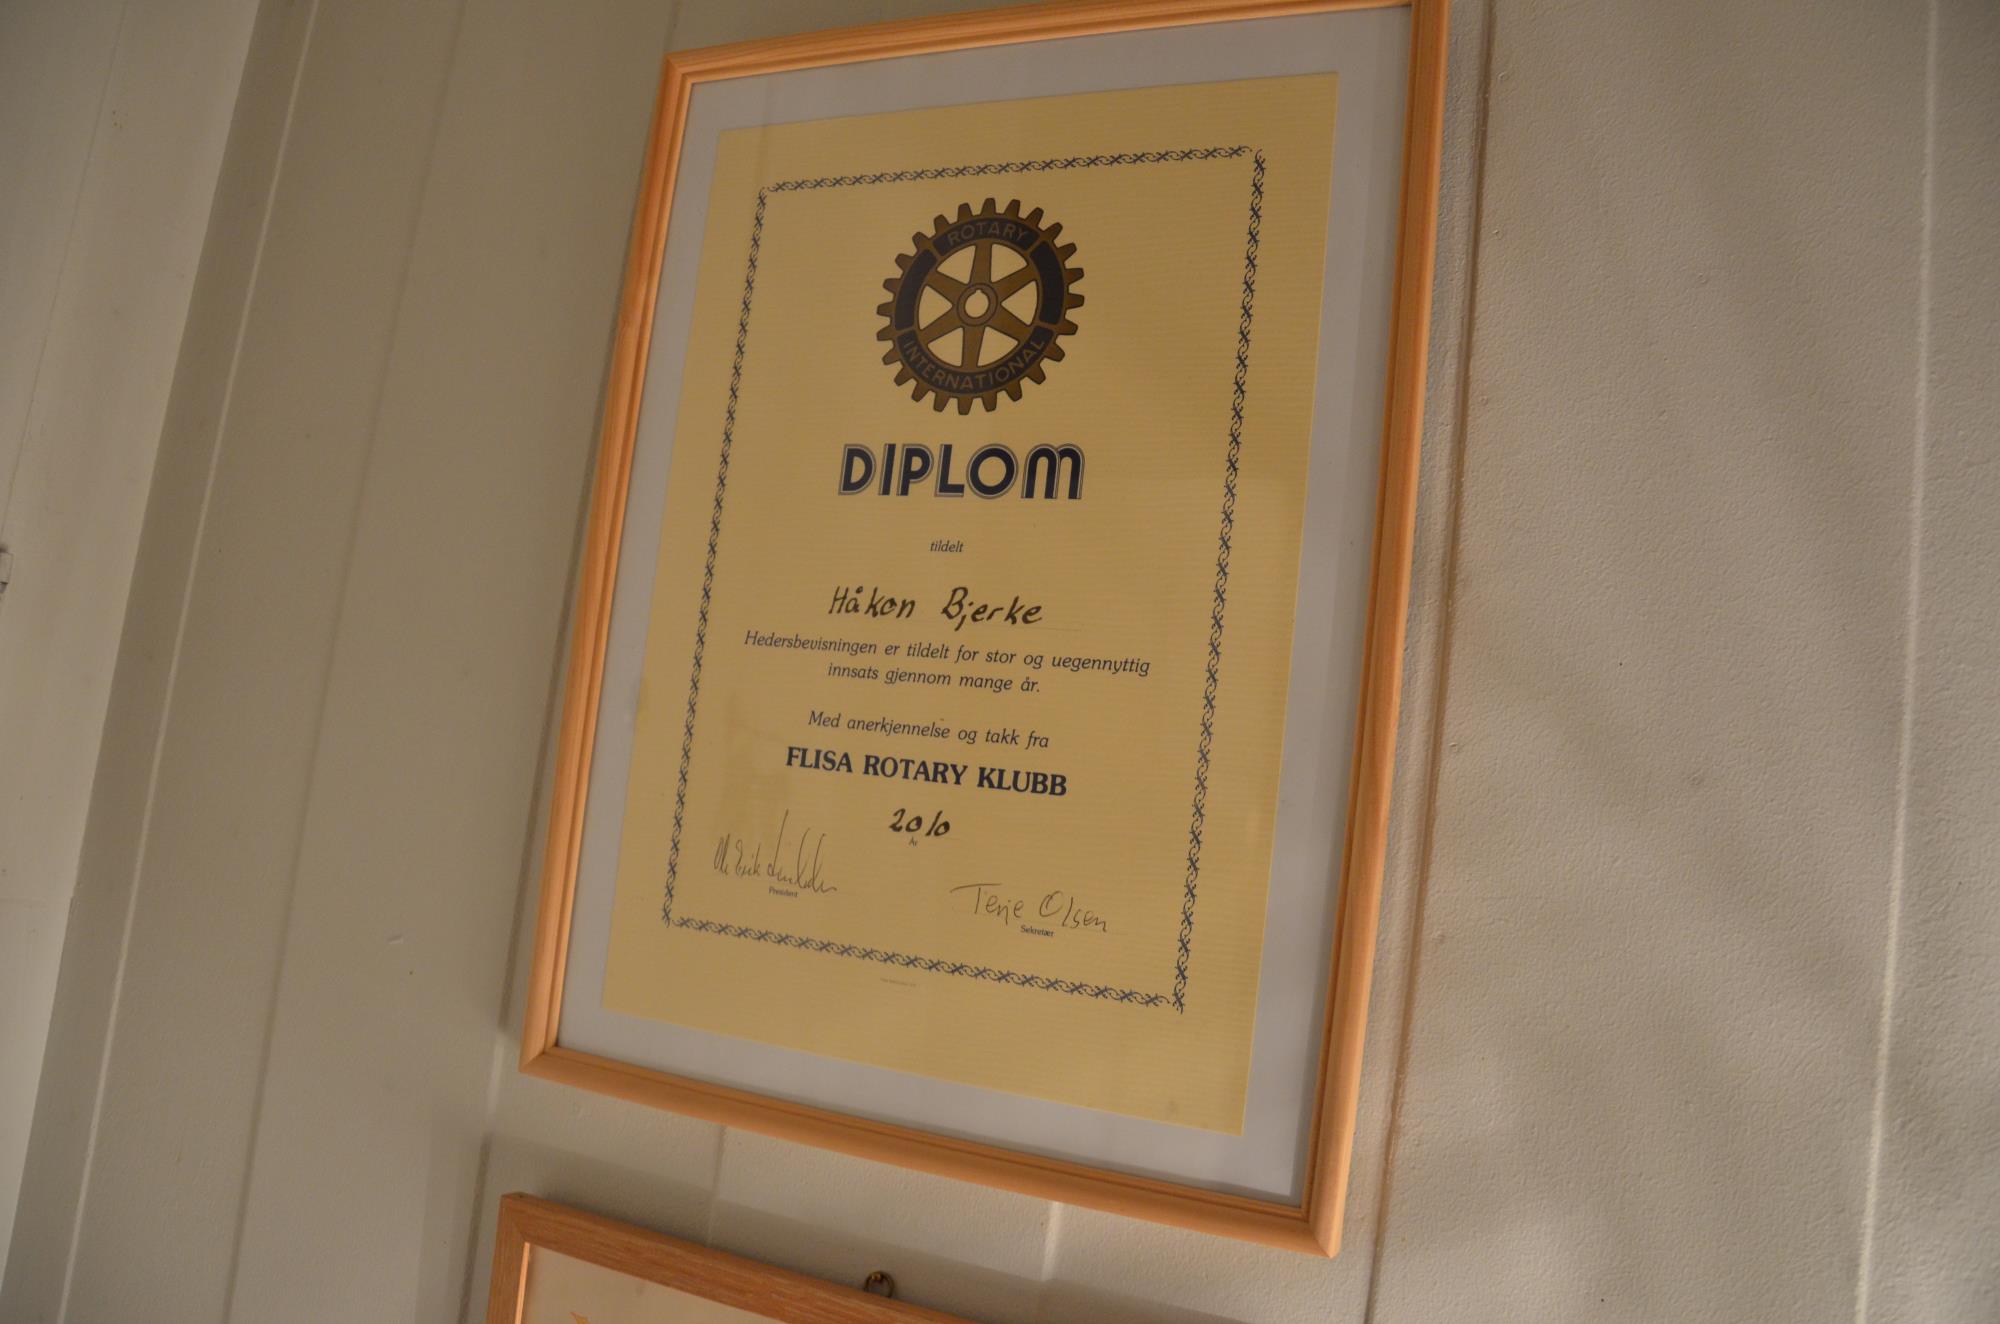 ROTARY
INTERNATIONAL
DIPLOM
tildelt
Håkon Bjerke
Hedersbevisningen er tildelt for stor og uegennyttig
innsats gjennom mange år.
Med anerkjennelse og takk fra
FLISA ROTARY KLUBB
2010
År
Erik
President
Terje Olsen
Sekretær